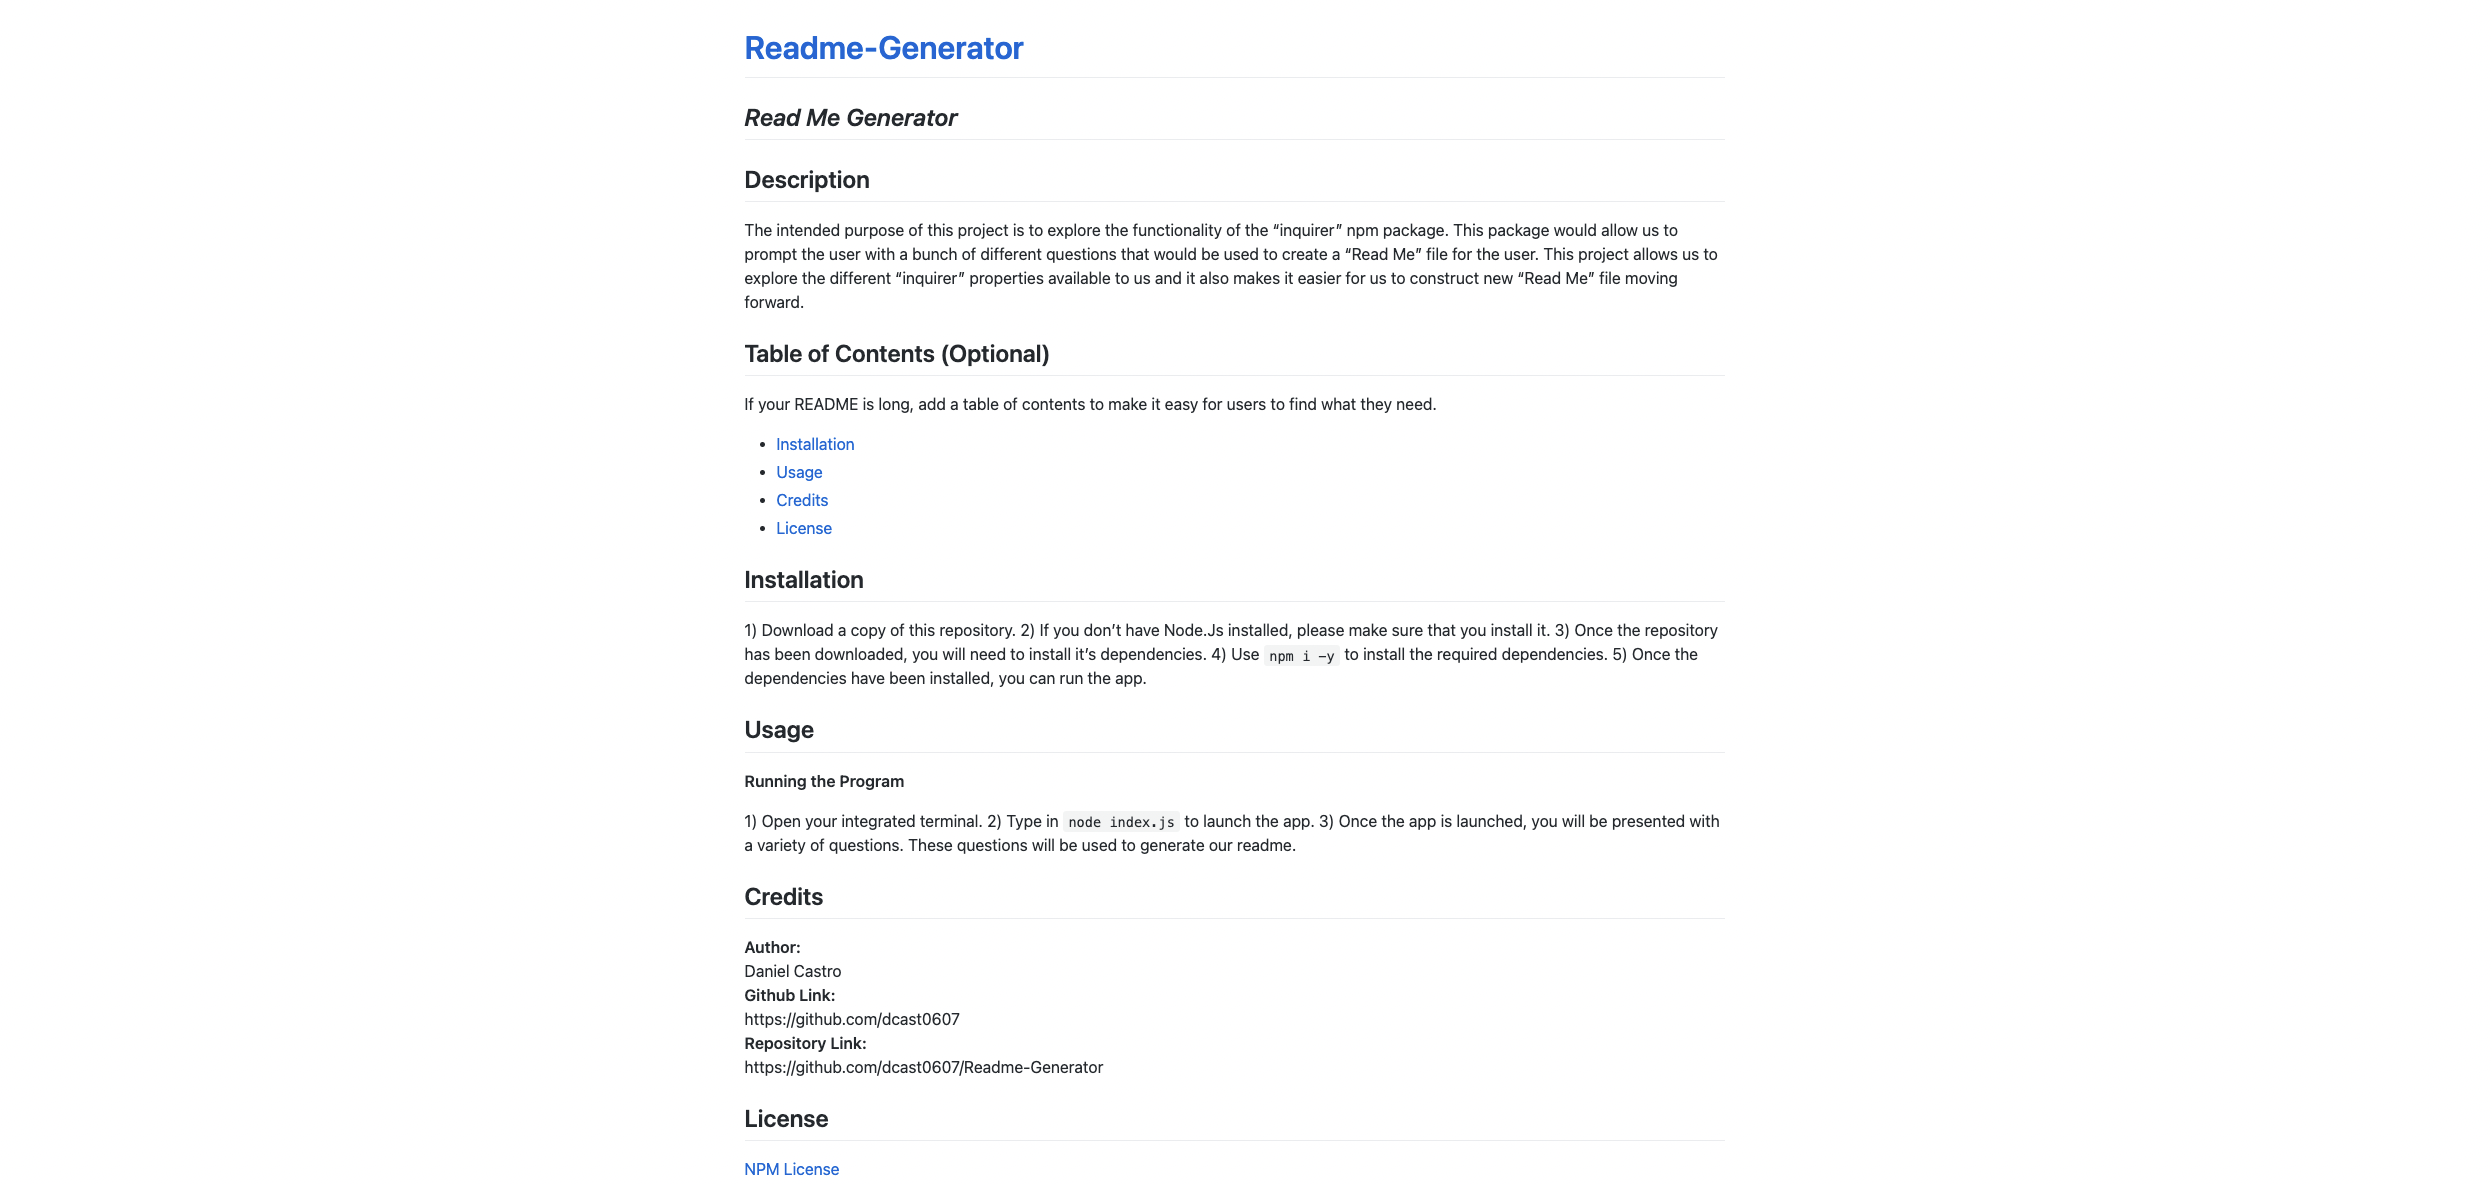 Readme-Generator
Read Me Generator
Description
The intended purpose of this project is to explore the functionality of the “inquirer” npm package. This package would allow us to
prompt the user with a bunch of different questions that would be used to create a “Read Me” file for the user. This project allows us to
explore the different “inquirer” properties available to us and it also makes it easier for us to construct new “Read Me” file moving
forward.
Table of Contents (Optional)
If your README is long, add a table of contents to make it easy for users to find what they need.
• Installation
• Usage
• Credits
• License
Installation
1) Download a copy of this repository. 2) If you don’t have Node.Js installed, please make sure that you install it. 3) Once the repository
has been downloaded, you will need to install it’s dependencies. 4) Use npm i -y to install the required dependencies. 5) Once the
dependencies have been installed, you can run the app.
Usage
Running the Program
1) Open your integrated terminal. 2) Type in node index.js to launch the app. 3) Once the app is launched, you will be presented with
a variety of questions. These questions will be used to generate our readme.
Credits
Author:
Daniel Castro
Github Link:
https://github.com/dcast0607
Repository Link:
https://github.com/dcast0607/Readme-Generator
License
NPM License